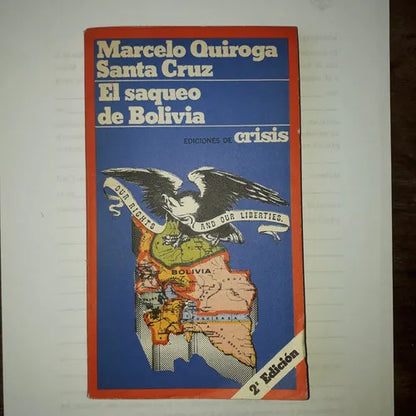 Marcelo Quiroga
Santa Cruz
El saqueo
de Bolivia
EDICIONES DE crisis
OUR RIGHTS AND OUR LIBERTIES.
BOLIVIA
2ª Edición